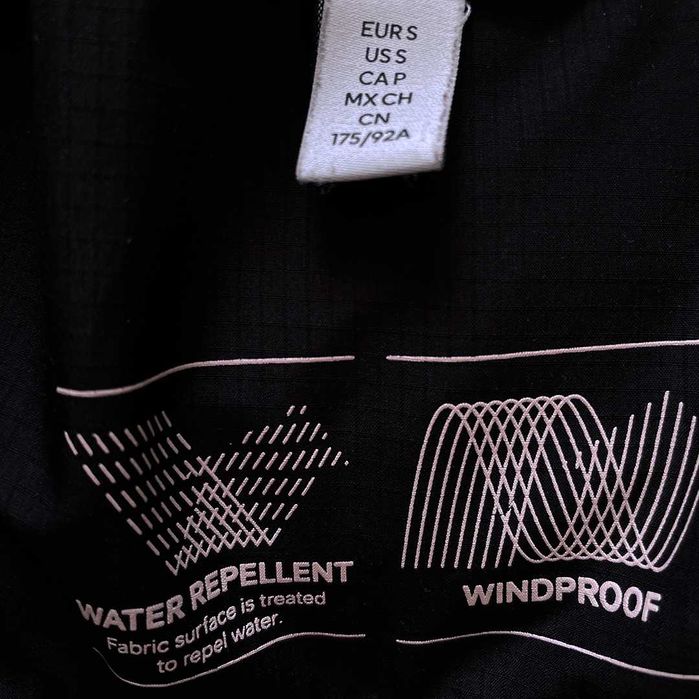 EUR S
US S
CA P
MX CH
CN
175/92A
WATER REPELLENT
Fabric surface is treated
to repel water.
WINDPROOF